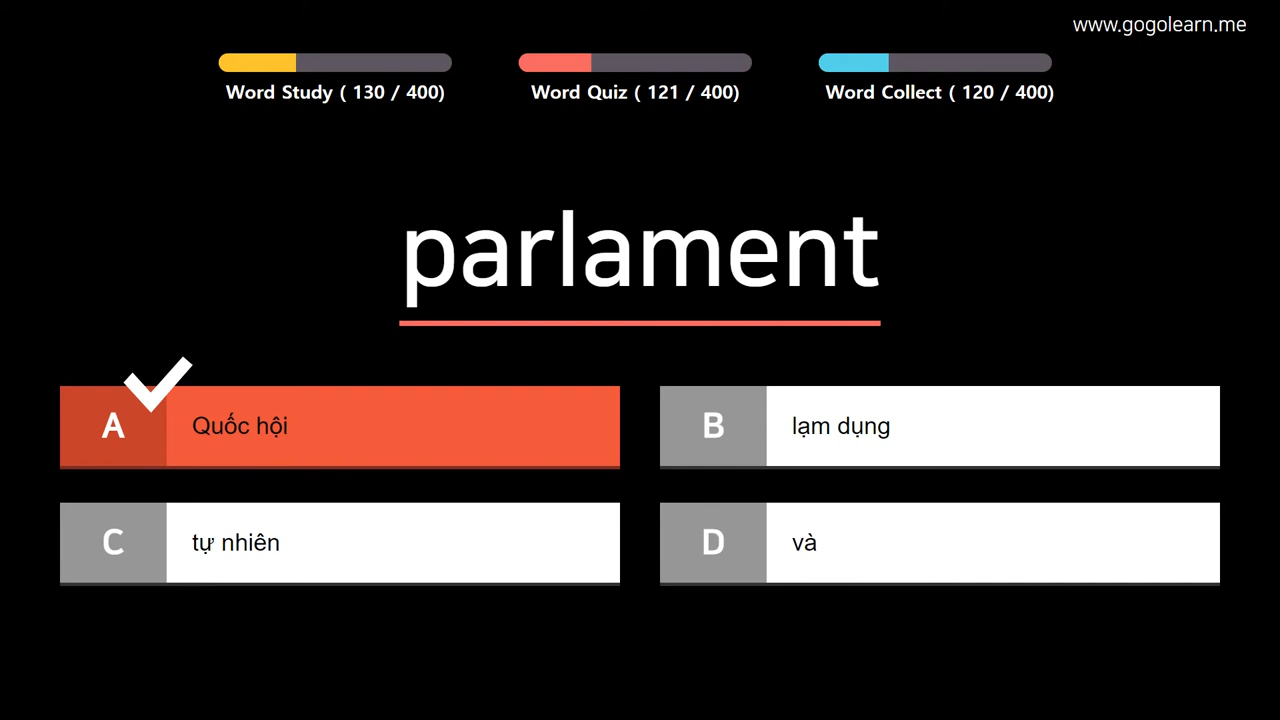 www.gogolearn.me
Word Study ( 130 / 400)
Word Quiz ( 121 / 400)
Word Collect ( 120 / 400)
parlament
A
Quốc hội
B
lạm dụng
C
tự nhiên
D
và